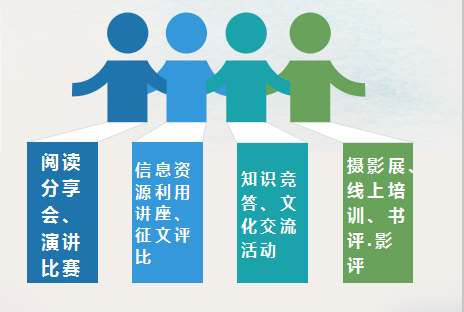 阅读
分享
会、
演讲
比赛
信息资
源利用
讲座、
征文评
比
知识竞
答、文
化交流
活动
摄影展、
线上培
训、书
评.影
评